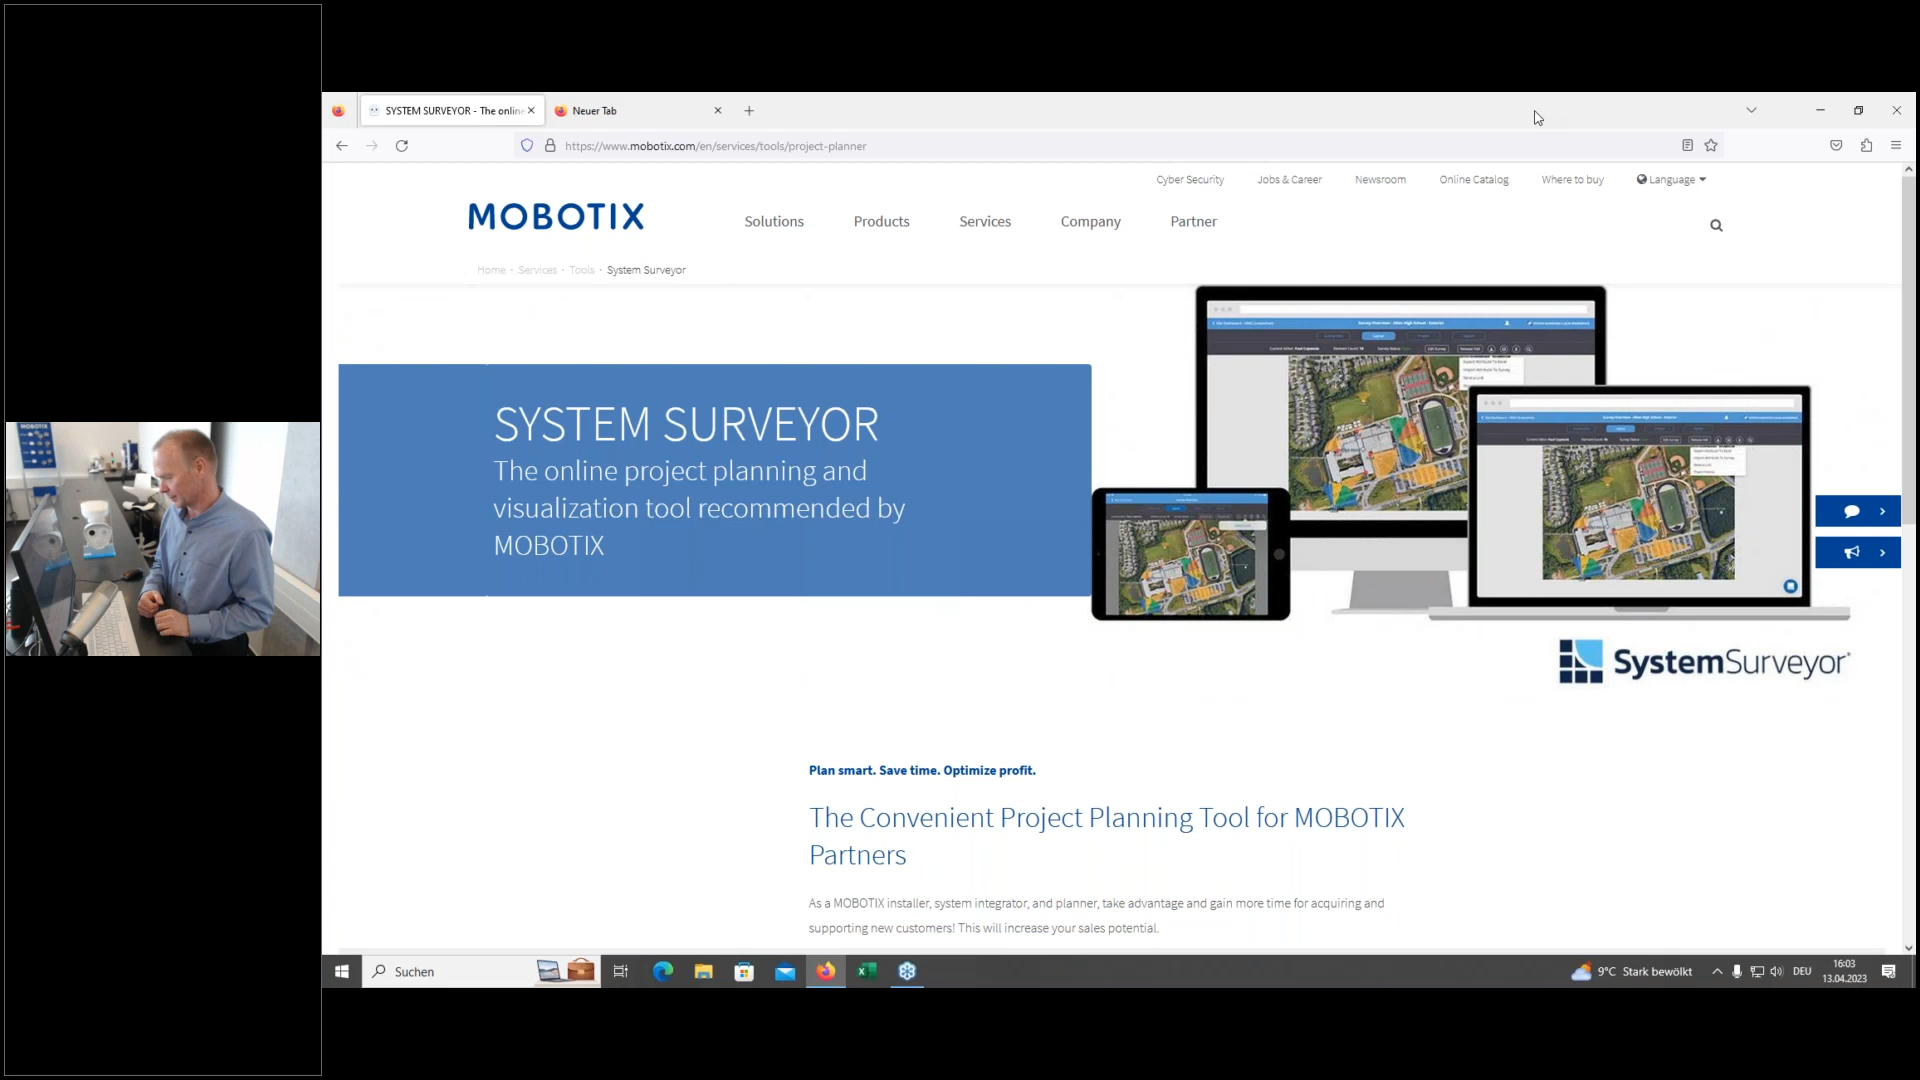 SYSTEM SURVEYOR - The online
Neuer Tab
https://www.mobotix.com/en/services/tools/project-planner
Cyber Security
Jobs & Career
Newsroom
Online Catalog
Where to buy
Language
MOBOTIX
Solutions
Products
Services
Company
Partner
Home · Services · Tools · System Surveyor
SYSTEM SURVEYOR
The online project planning and
visualization tool recommended by
MOBOTIX
SystemSurveyor
Plan smart. Save time. Optimize profit.
The Convenient Project Planning Tool for MOBOTIX
Partners
As a MOBOTIX installer, system integrator, and planner, take advantage and gain more time for acquiring and
supporting new customers! This will increase your sales potential.
MOBOTIX
Suchen
9°C Stark bewölkt
DEU
16:03
13.04.2023